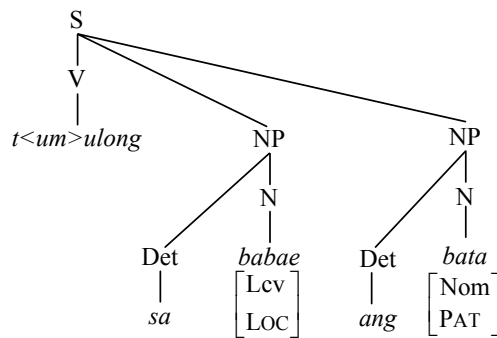 S
V
t<um>ulong NP NP
N N
Det babae Det bata
[Lcv [Nom
sa LOC] ang PAT]